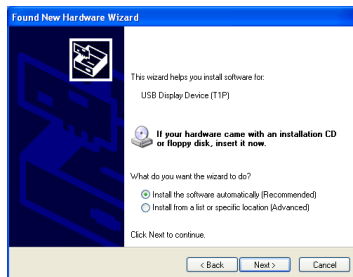 Found New Hardware Wizard
This wizard helps you install software for:
USB Display Device (T1P)
If your hardware came with an installation CD
or floppy disk, insert it now.
What do you want the wizard to do?
Install the software automatically (Recommended)
Install from a list or specific location (Advanced)
Click Next to continue.
< Back Next > Cancel